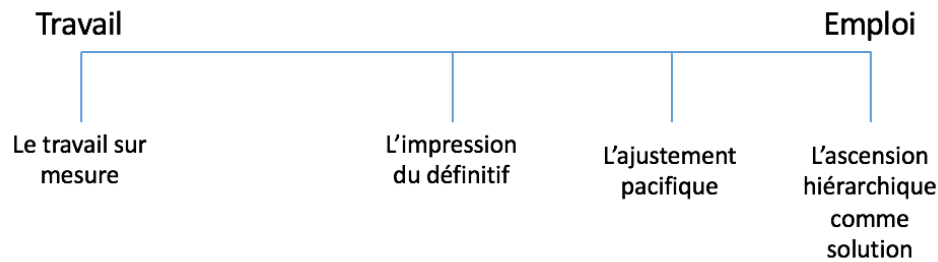 Travail
Emploi
Le travail sur
mesure
L’impression
du définitif
L’ajustement
pacifique
L’ascension
hiérarchique
comme
solution